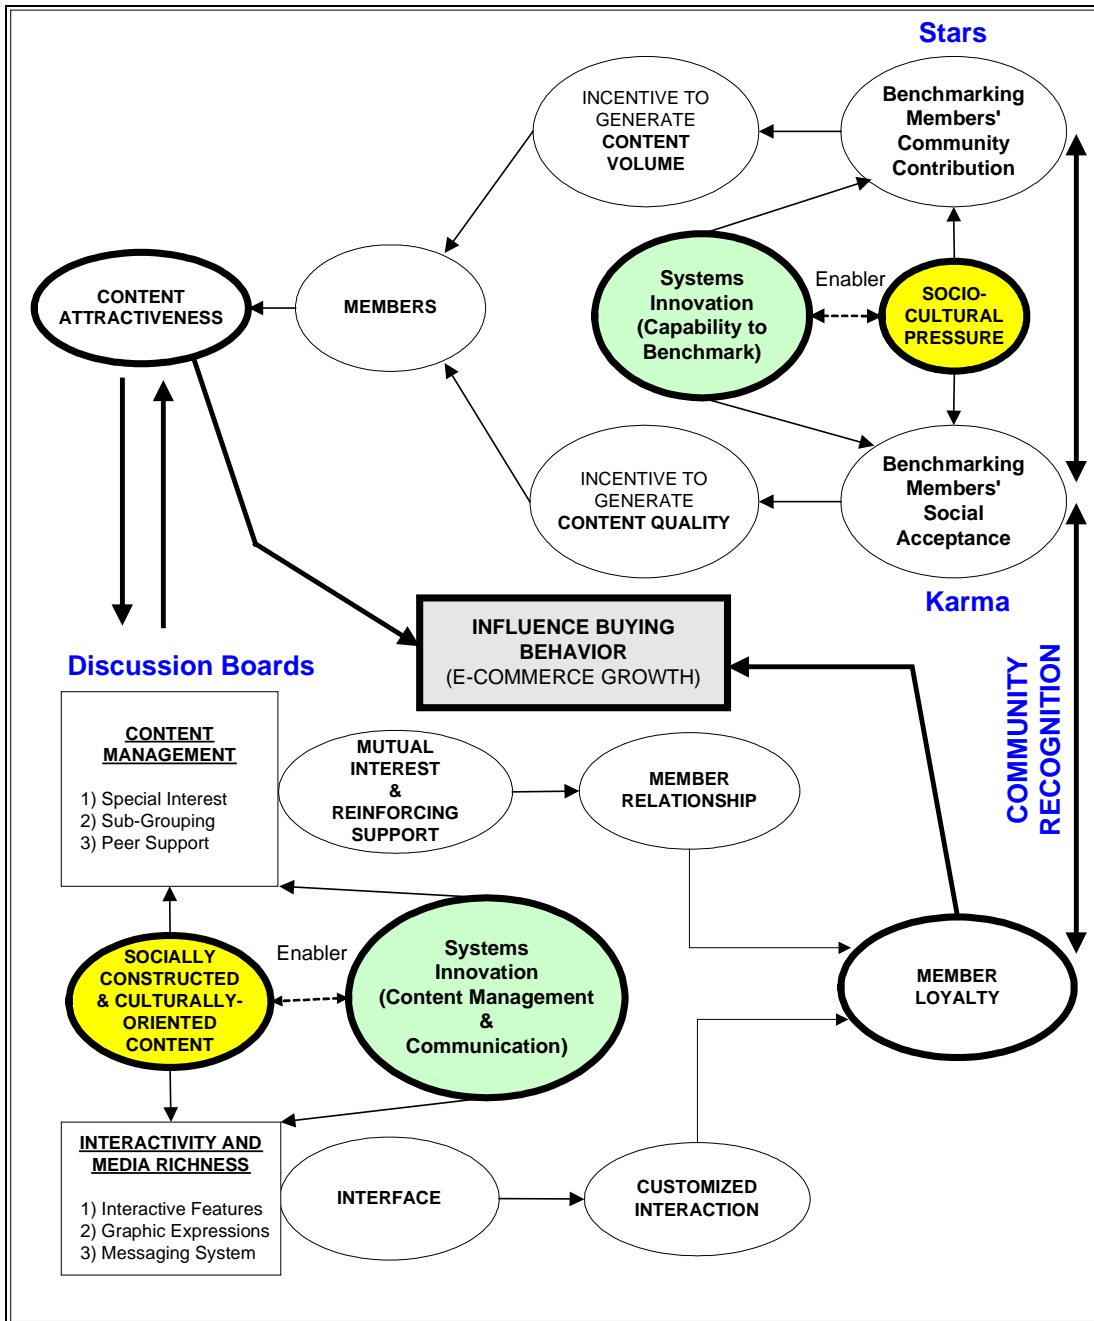 Stars
INCENTIVE TO
GENERATE
CONTENT
VOLUME
Benchmarking
Members'
Community
Contribution
CONTENT
ATTRACTIVENESS
MEMBERS
Systems
Innovation
(Capability to
Benchmark)
Enabler
SOCIO-
CULTURAL
PRESSURE
INCENTIVE TO
GENERATE
CONTENT QUALITY
Benchmarking
Members'
Social
Acceptance
Karma
INFLUENCE BUYING
BEHAVIOR
(E-COMMERCE GROWTH)
COMMUNITY
RECOGNITION
Discussion Boards
CONTENT
MANAGEMENT
1) Special Interest
2) Sub-Grouping
3) Peer Support
MUTUAL
INTEREST
&
REINFORCING
SUPPORT
MEMBER
RELATIONSHIP
SOCIALLY
CONSTRUCTED
& CULTURALLY-
ORIENTED
CONTENT
Enabler
Systems
Innovation
(Content Management
&
Communication)
MEMBER
LOYALTY
INTERACTIVITY AND
MEDIA RICHNESS
1) Interactive Features
2) Graphic Expressions
3) Messaging System
INTERFACE
CUSTOMIZED
INTERACTION